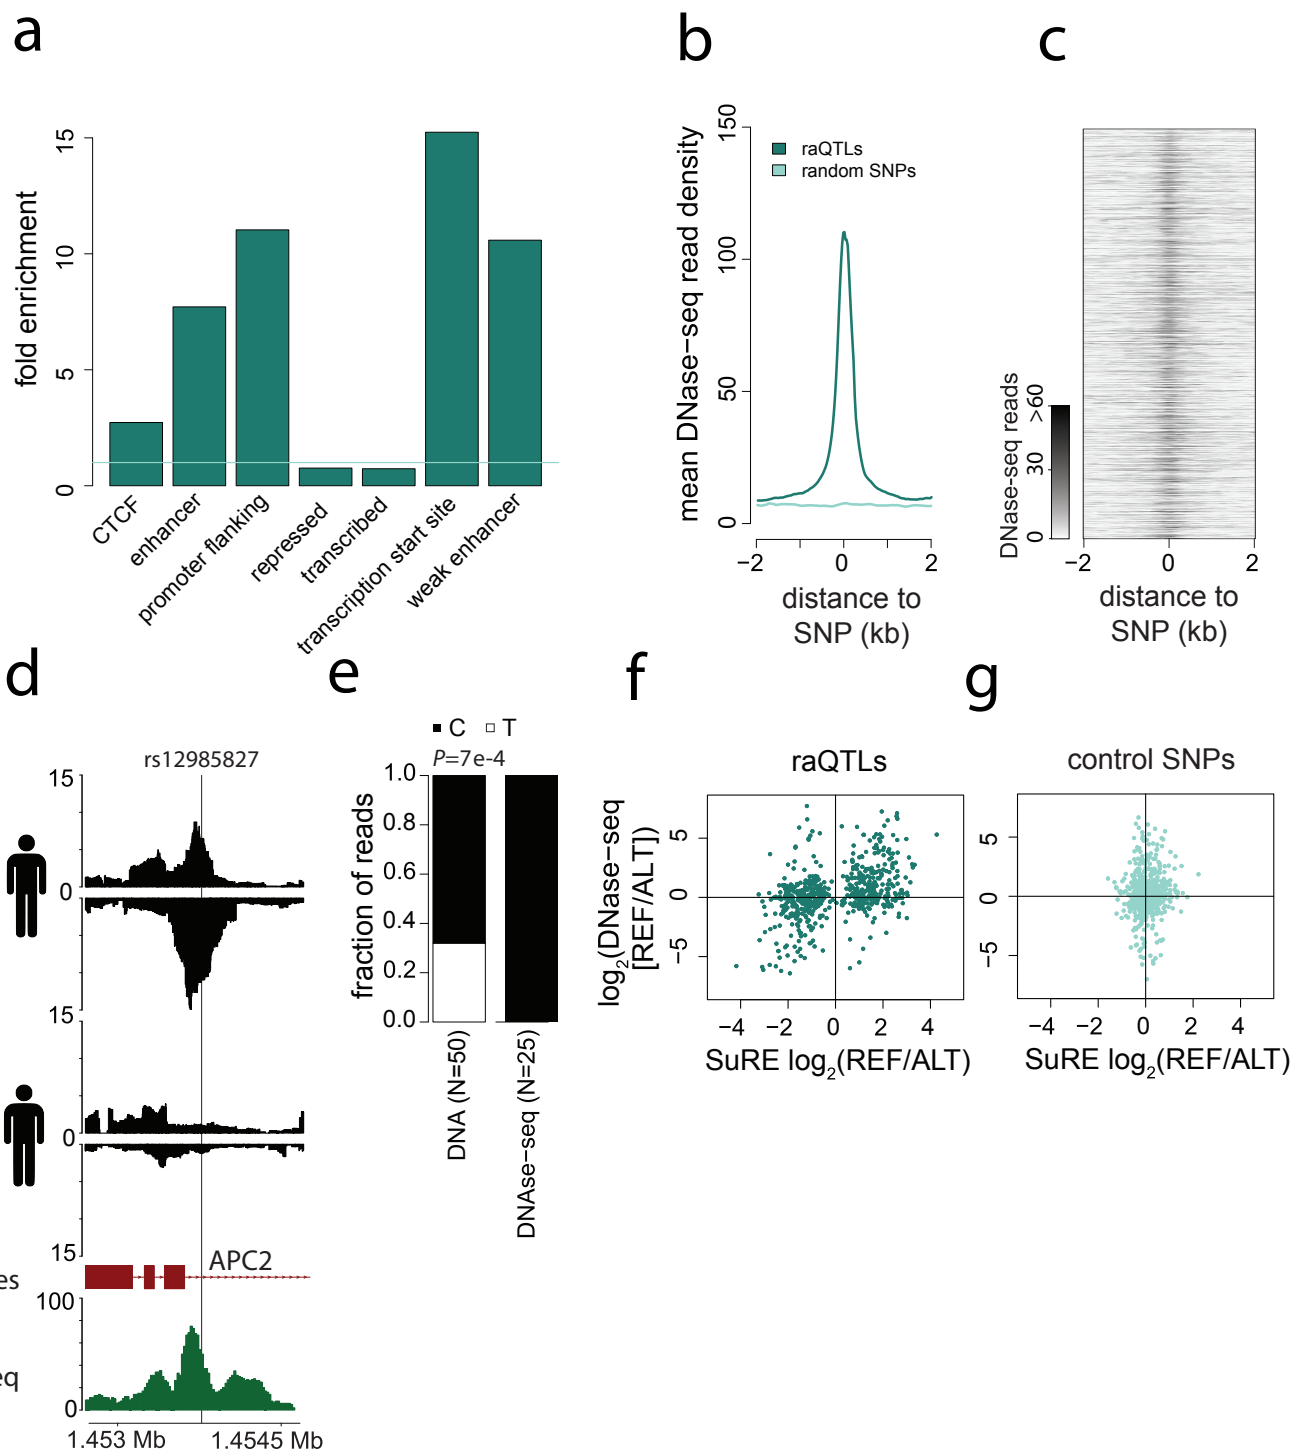 a
fold enrichment
15
10
5
0
CTCF
enhancer
promoter flanking
repressed
transcribed
transcription start site
weak enhancer
b
mean DNase−seq read density
150
100
50
0
raQTLs
random SNPs
−2 0 2
distance to
SNP (kb)
c
DNase−seq reads
>60
30
0
−2 0 2
distance to
SNP (kb)
d
rs12985827
15
0
15
15
0
15
APC2
es
100
0
eq
1.453 Mb 1.4545 Mb
e
C T
P=7e-4
fraction of reads
1.0
0.8
0.6
0.4
0.2
0.0
DNA (N=50)
DNAse−seq (N=25)
f
raQTLs
log2(DNase−seq
[REF/ALT])
5
0
−5
−4 −2 0 2 4
SuRE log2(REF/ALT)
g
control SNPs
5
0
−5
−4 −2 0 2 4
SuRE log2(REF/ALT)